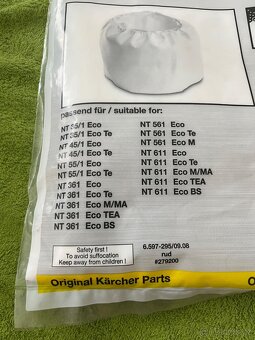 passend für / suitable for:
NT 35/1 Eco
NT 35/1 Eco Te
NT 45/1 Eco
NT 45/1 Eco Te
NT 55/1 Eco
NT 55/1 Eco Te
NT 361 Eco
NT 361 Eco Te
NT 361 Eco M/MA
NT 361 Eco TEA
NT 361 Eco BS
NT 561 Eco
NT 561 Eco Te
NT 561 Eco M
NT 611 Eco
NT 611 Eco Te
NT 611 Eco M/MA
NT 611 Eco TEA
NT 611 Eco BS
Safety first !
To avoid suffocation
Keep away from children !
6.597-295/09.08
rud
#279200
Original Kärcher Parts